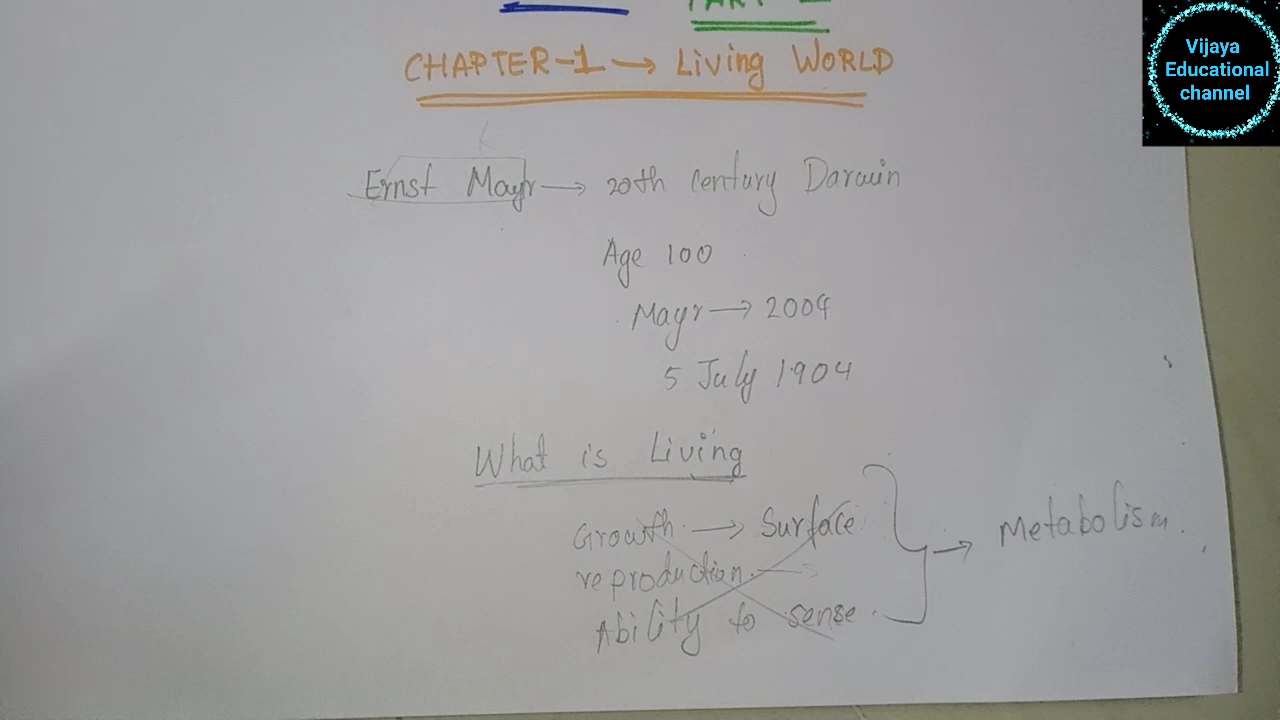 CHAPTER-1 → Living WORLD
Vijaya
Educational
channel
Ernst Mayr → 20th century Darwin
Age 100
Mayr → 2004
5 July 1904
What is Living
Growth → Surface
reproduction →
Ability to sense
→ Metabolism.